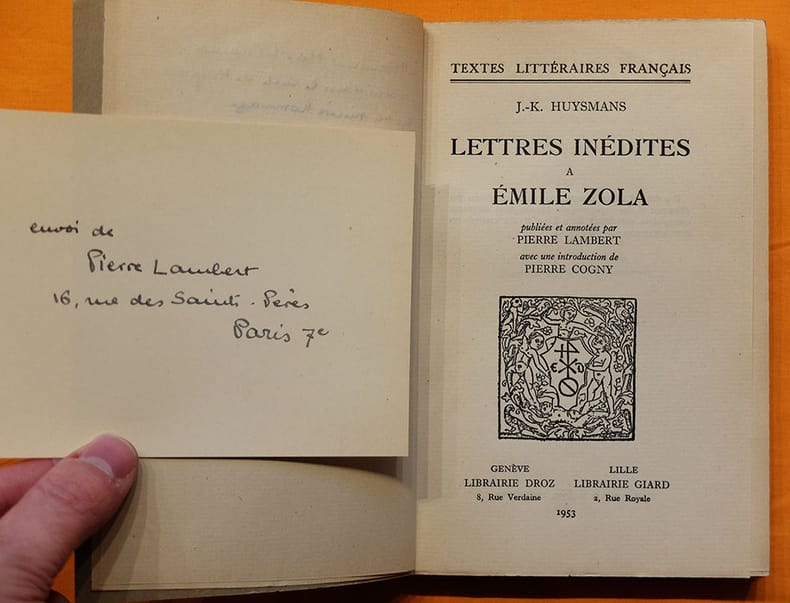 envoi de
Pierre Lambert
16, rue des Saints-Pères
Paris 7e
TEXTES LITTÉRAIRES FRANÇAIS
J.-K. HUYSMANS
LETTRES INÉDITES
A
ÉMILE ZOLA
publiées et annotées par
PIERRE LAMBERT
avec une introduction de
PIERRE COGNY
E D
GENÈVE
LIBRAIRIE DROZ
8, Rue Verdaine
LILLE
LIBRAIRIE GIARD
2, Rue Royale
1953